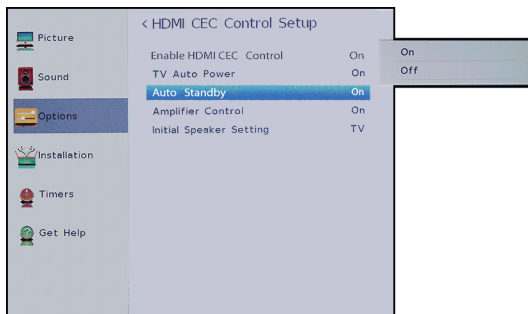 Picture
Sound
Options
Installation
Timers
Get Help
< HDMI CEC Control Setup
Enable HDMI CEC Control On
TV Auto Power On
Auto Standby On
Amplifier Control On
Initial Speaker Setting TV
On
Off